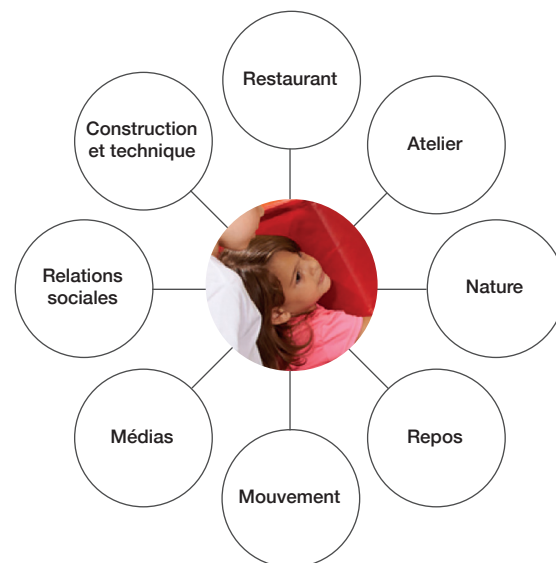 Restaurant
Atelier
Nature
Repos
Mouvement
Médias
Relations
sociales
Construction
et technique